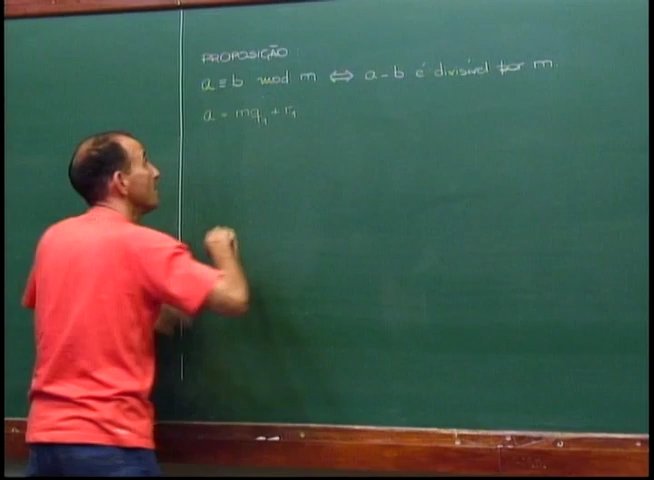 PROPOSIÇÃO
a ≡ b mod m ⇔ a - b é divisível por m.
a = mq₁ + r₁